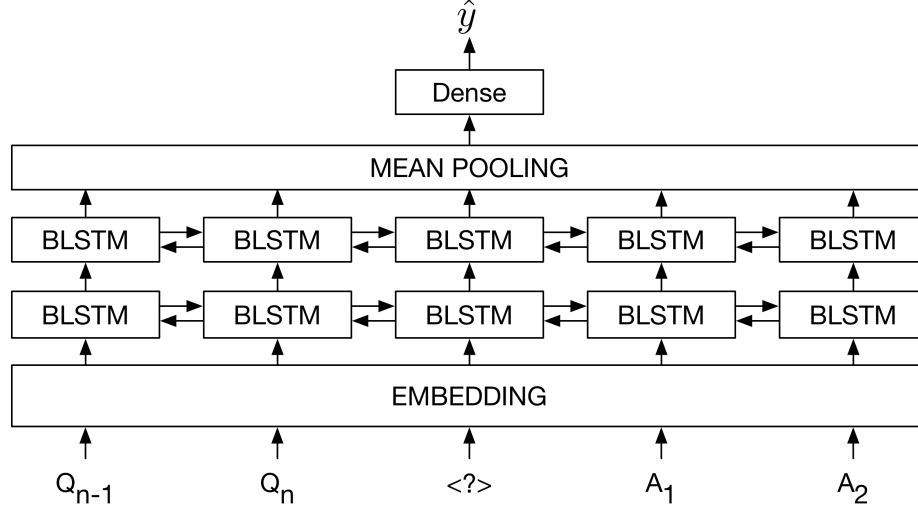 ŷ
Dense
MEAN POOLING
BLSTM BLSTM BLSTM BLSTM BLSTM
BLSTM BLSTM BLSTM BLSTM BLSTM
EMBEDDING
Qn-1 Qn <?> A1 A2